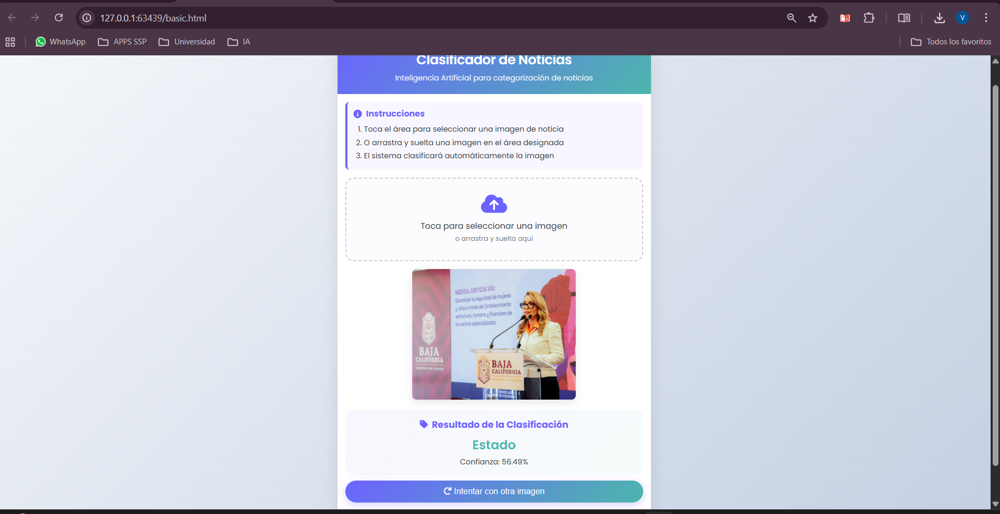 127.0.0.1:63439/basic.html
WhatsApp
APPS SSP
Universidad
IA
Todos los favoritos
V
Clasificador de Noticias
Inteligencia Artificial para categorización de noticias
Instrucciones
1. Toca el área para seleccionar una imagen de noticia
2. O arrastra y suelta una imagen en el área designada
3. El sistema clasificará automáticamente la imagen
Toca para seleccionar una imagen
o arrastra y suelta aquí
MEDIDA JUSTICIA VIII:
Garantizar la seguridad de mujeres
y niñas a través del fortalecimiento
estructural, humano y financiero de
los centros especializados.
BAJA
CALIFORNIA
GOBIERNO DEL ESTADO
BAJA
CALIFORNIA
GOBIERNO DEL ESTADO
Resultado de la Clasificación
Estado
Confianza: 56.49%
Intentar con otra imagen